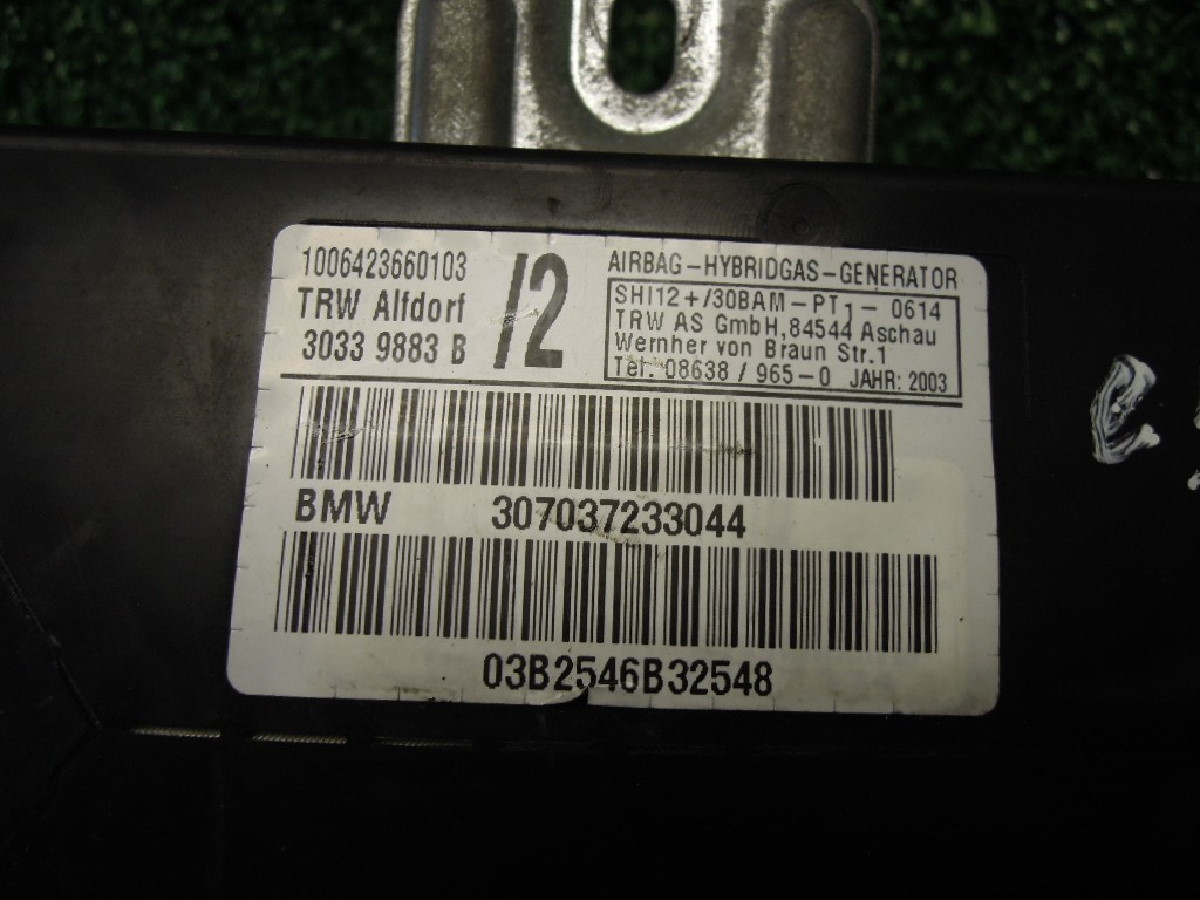 1006423660103
TRW Alfdorf
3033 9883 B
/2
AIRBAG-HYBRIDGAS-GENERATOR
SHI12+/30BAM-PT1-0614
TRW AS GmbH, 84544 Aschau
Wernher von Braun Str.1
Tel. 08638 / 965-0 JAHR: 2003
BMW 307037233044
03B2546B32548